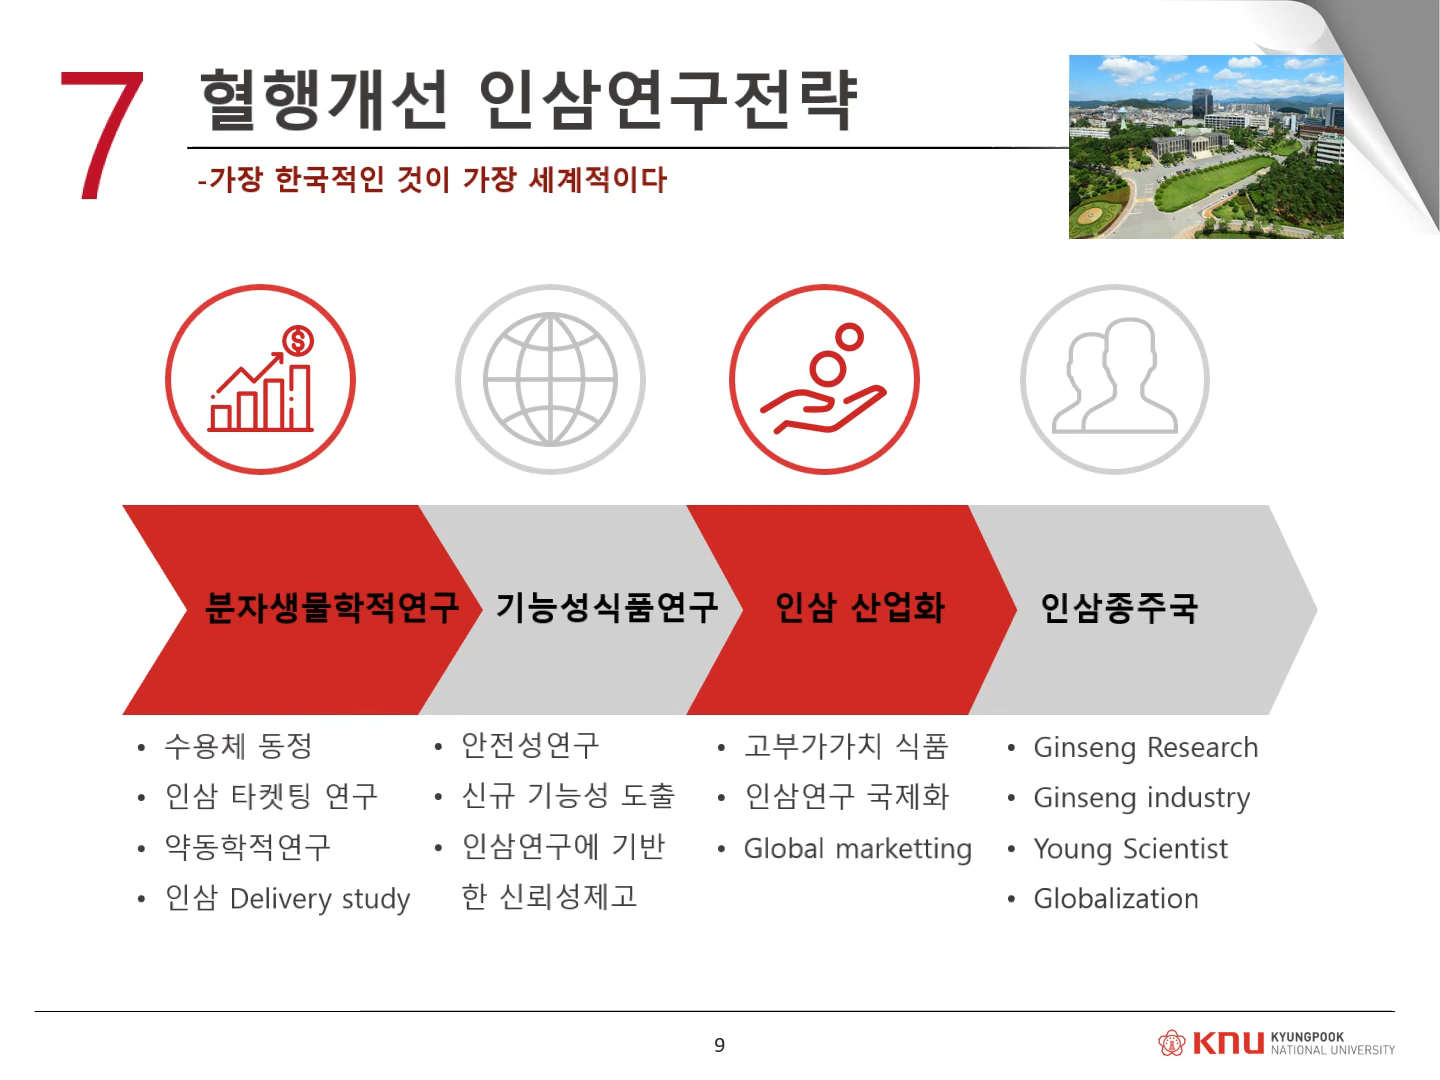 7
혈행개선 인삼연구전략
-가장 한국적인 것이 가장 세계적이다
$
분자생물학적연구
기능성식품연구
인삼 산업화
인삼종주국
• 수용체 동정
• 인삼 타켓팅 연구
• 약동학적연구
• 인삼 Delivery study
• 안전성연구
• 신규 기능성 도출
• 인삼연구에 기반
한 신뢰성제고
• 고부가가치 식품
• 인삼연구 국제화
• Global marketting
• Ginseng Research
• Ginseng industry
• Young Scientist
• Globalization
9
KNU KYUNGPOOK
NATIONAL UNIVERSITY